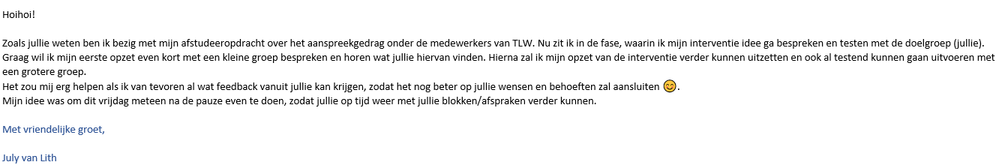 Hoihoi!
Zoals jullie weten ben ik bezig met mijn afstudeeropdracht over het aanspreekgedrag onder de medewerkers van TLW. Nu zit ik in de fase, waarin ik mijn interventie idee ga bespreken en testen met de doelgroep (jullie).
Graag wil ik mijn eerste opzet even kort met een kleine groep bespreken en horen wat jullie hiervan vinden. Hierna zal ik mijn opzet van de interventie verder kunnen uitzetten en ook al testend kunnen gaan uitvoeren met
een grotere groep.
Het zou mij erg helpen als ik van tevoren al wat feedback vanuit jullie kan krijgen, zodat het nog beter op jullie wensen en behoeften zal aansluiten 😊.
Mijn idee was om dit vrijdag meteen na de pauze even te doen, zodat jullie op tijd weer met jullie blokken/afspraken verder kunnen.
Met vriendelijke groet,
July van Lith